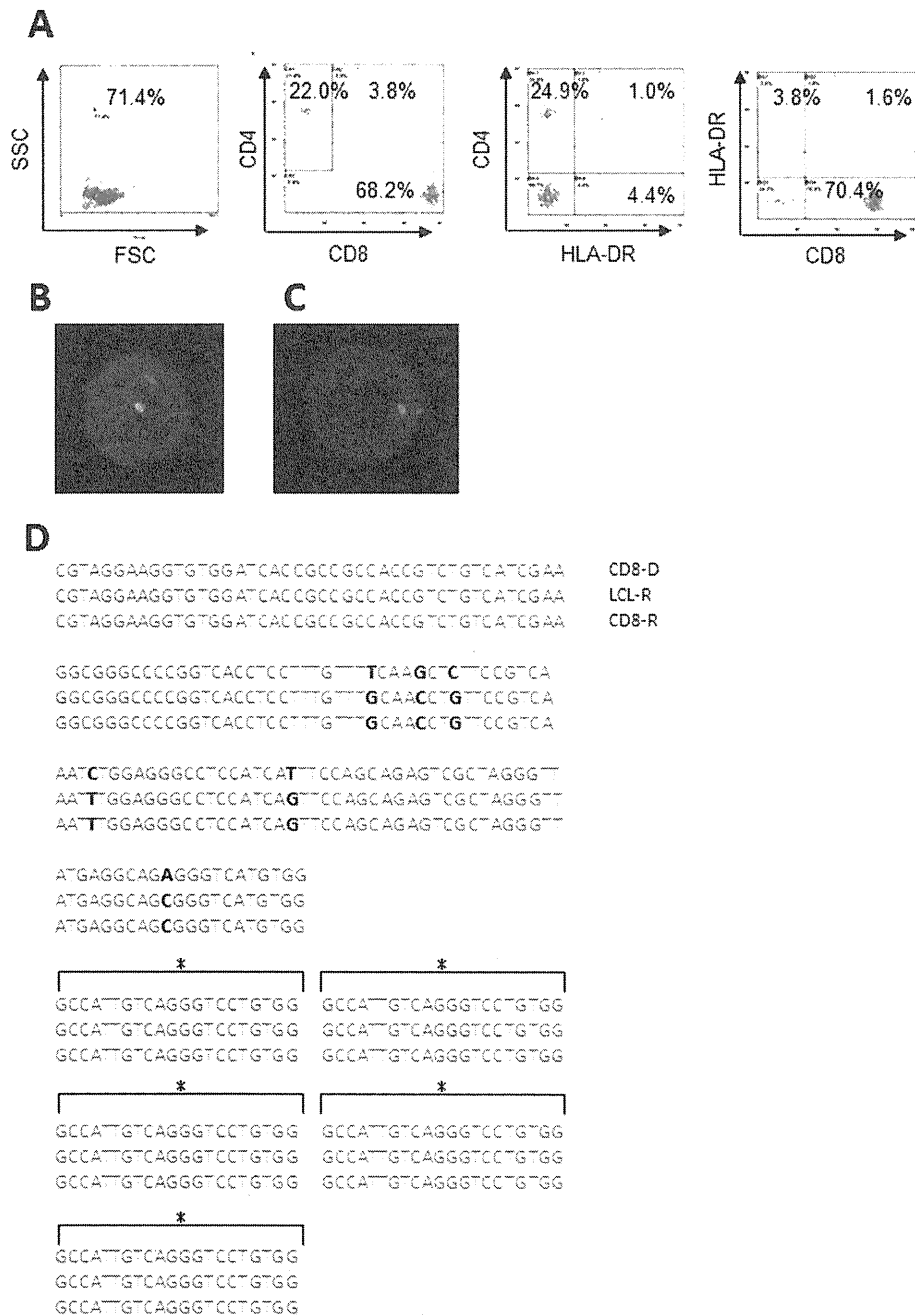 A
71.4%
SSC
FSC
22.0% 3.8%
68.2%
CD4
CD8
24.9% 1.0%
4.4%
CD4
HLA-DR
3.8% 1.6%
70.4%
HLA-DR
CD8
B C
D
CGTAGGAAGGTGTGGATCACCGCCGCCACCGTCTGTCATCGAA CD8-D
CGTAGGAAGGTGTGGATCACCGCCGCCACCGTCTGTCATCGAA LCL-R
CGTAGGAAGGTGTGGATCACCGCCGCCACCGTCTGTCATCGAA CD8-R
GGCGGGCCCCGGTCACCTCCTTTGTTTTCAAGCTCTTCCGTCA
GGCGGGCCCCGGTCACCTCCTTTGTTTGCAACCTGTTCCGTCA
GGCGGGCCCCGGTCACCTCCTTTGTTTGCAACCTGTTCCGTCA
AATCTGGAGGGCCTCCATCATTTCCAGCAGAGTCGCTAGGGTT
AATTTGGAGGGCCTCCATCAGTTCCAGCAGAGTCGCTAGGGTT
AATTTGGAGGGCCTCCATCAGTTCCAGCAGAGTCGCTAGGGTT
ATGAGGCAGAGGGTCATGTGG
ATGAGGCAGCGGGTCATGTGG
ATGAGGCAGCGGGTCATGTGG
* *
GCCATTGTCAGGGTCCTGTGG GCCATTGTCAGGGTCCTGTGG
GCCATTGTCAGGGTCCTGTGG GCCATTGTCAGGGTCCTGTGG
GCCATTGTCAGGGTCCTGTGG GCCATTGTCAGGGTCCTGTGG
* *
GCCATTGTCAGGGTCCTGTGG GCCATTGTCAGGGTCCTGTGG
GCCATTGTCAGGGTCCTGTGG GCCATTGTCAGGGTCCTGTGG
GCCATTGTCAGGGTCCTGTGG GCCATTGTCAGGGTCCTGTGG
*
GCCATTGTCAGGGTCCTGTGG
GCCATTGTCAGGGTCCTGTGG
GCCATTGTCAGGGTCCTGTGG